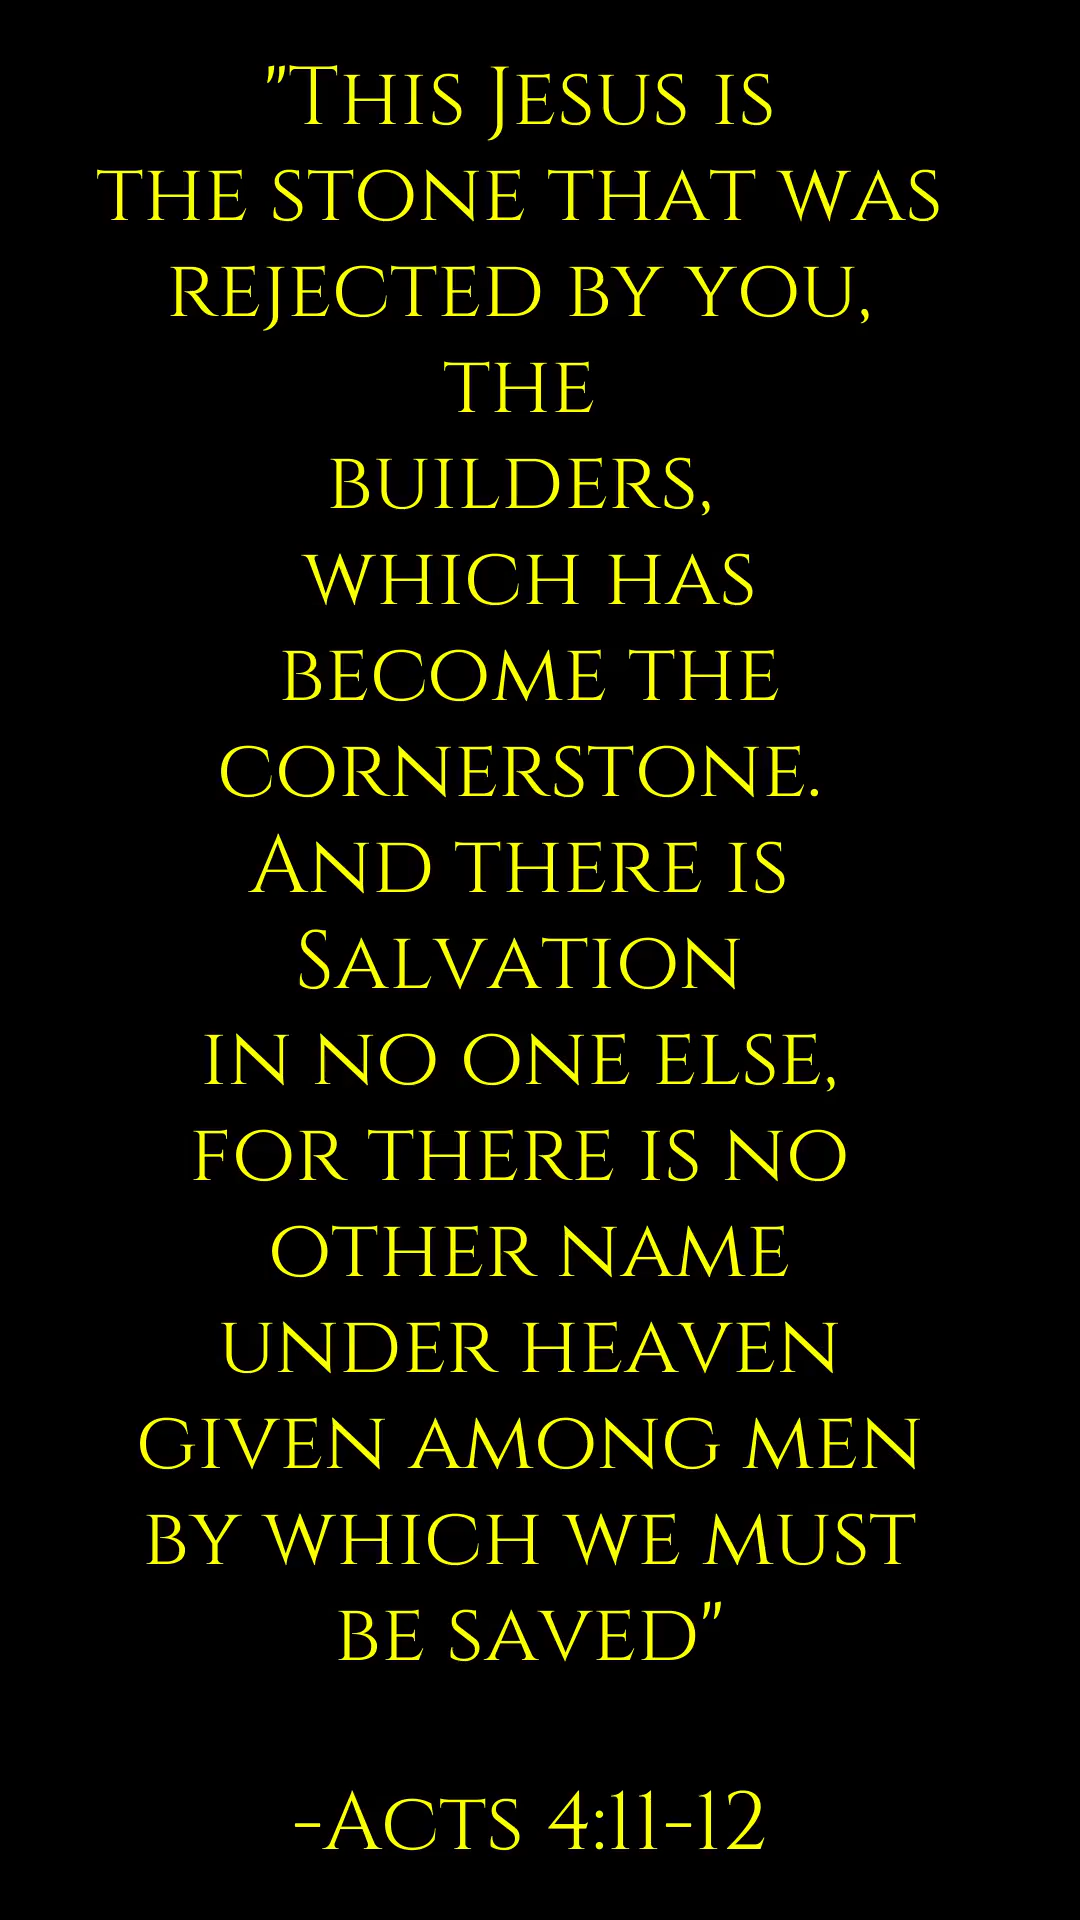 "This Jesus is
the stone that was
rejected by you,
the
builders,
which has
become the
cornerstone.
And there is
Salvation
in no one else,
for there is no
other name
under heaven
given among men
by which we must
be saved"
-Acts 4:11-12